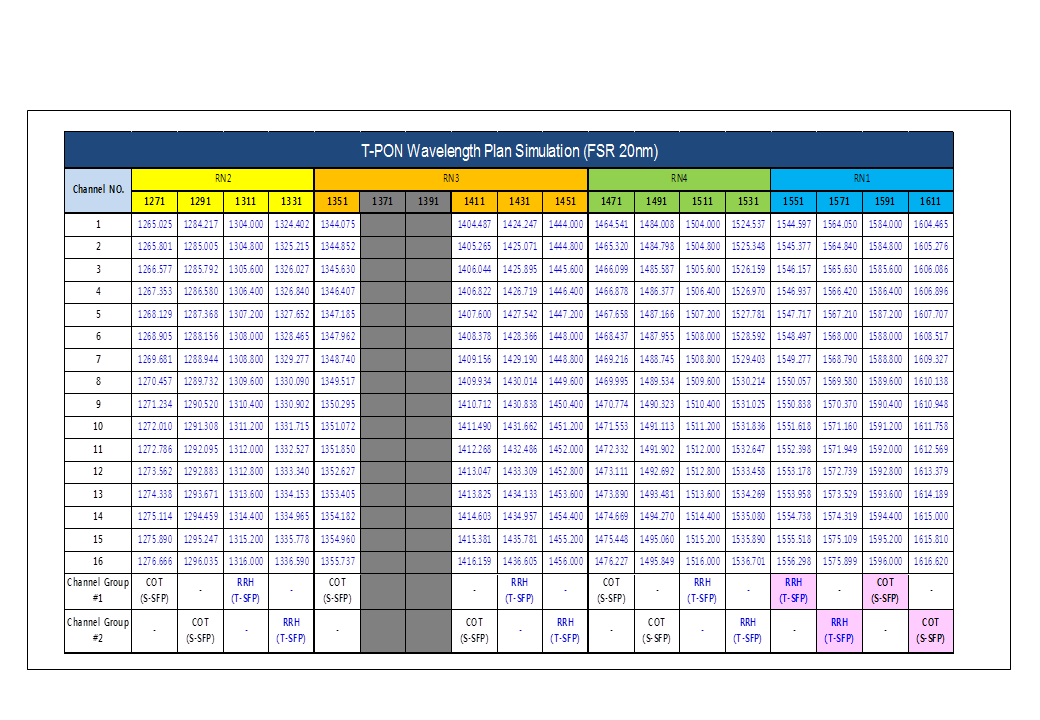 T-PON Wavelength Plan Simulation (FSR 20nm)
Channel NO. RN2 RN3 RN4 RN1
1271 1291 1311 1331 1351 1371 1391 1411 1431 1451 1471 1491 1511 1531 1551 1571 1591 1611
1 1265.025 1284.217 1304.000 1324.402 1344.075 1404.487 1424.247 1444.000 1464.541 1484.008 1504.000 1524.537 1544.597 1564.050 1584.000 1604.465
2 1265.801 1285.005 1304.800 1325.215 1344.852 1405.265 1425.071 1444.800 1465.320 1484.798 1504.800 1525.348 1545.377 1564.840 1584.800 1605.276
3 1266.577 1285.792 1305.600 1326.027 1345.630 1406.044 1425.895 1445.600 1466.099 1485.587 1505.600 1526.159 1546.157 1565.630 1585.600 1606.086
4 1267.353 1286.580 1306.400 1326.840 1346.407 1406.822 1426.719 1446.400 1466.878 1486.377 1506.400 1526.970 1546.937 1566.420 1586.400 1606.896
5 1268.129 1287.368 1307.200 1327.652 1347.185 1407.600 1427.542 1447.200 1467.658 1487.166 1507.200 1527.781 1547.717 1567.210 1587.200 1607.707
6 1268.905 1288.156 1308.000 1328.465 1347.962 1408.378 1428.366 1448.000 1468.437 1487.955 1508.000 1528.592 1548.497 1568.000 1588.000 1608.517
7 1269.681 1288.944 1308.800 1329.277 1348.740 1409.156 1429.190 1448.800 1469.216 1488.745 1508.800 1529.403 1549.277 1568.790 1588.800 1609.327
8 1270.457 1289.732 1309.600 1330.090 1349.517 1409.934 1430.014 1449.600 1469.995 1489.534 1509.600 1530.214 1550.057 1569.580 1589.600 1610.138
9 1271.234 1290.520 1310.400 1330.902 1350.295 1410.712 1430.838 1450.400 1470.774 1490.323 1510.400 1531.025 1550.838 1570.370 1590.400 1610.948
10 1272.010 1291.308 1311.200 1331.715 1351.072 1411.490 1431.662 1451.200 1471.553 1491.113 1511.200 1531.836 1551.618 1571.160 1591.200 1611.758
11 1272.786 1292.095 1312.000 1332.527 1351.850 1412.268 1432.486 1452.000 1472.332 1491.902 1512.000 1532.647 1552.398 1571.949 1592.000 1612.569
12 1273.562 1292.883 1312.800 1333.340 1352.627 1413.047 1433.309 1452.800 1473.111 1492.692 1512.800 1533.458 1553.178 1572.739 1592.800 1613.379
13 1274.338 1293.671 1313.600 1334.153 1353.405 1413.825 1434.133 1453.600 1473.890 1493.481 1513.600 1534.269 1553.958 1573.529 1593.600 1614.189
14 1275.114 1294.459 1314.400 1334.965 1354.182 1414.603 1434.957 1454.400 1474.669 1494.270 1514.400 1535.080 1554.738 1574.319 1594.400 1615.000
15 1275.890 1295.247 1315.200 1335.778 1354.960 1415.381 1435.781 1455.200 1475.448 1495.060 1515.200 1535.890 1555.518 1575.109 1595.200 1615.810
16 1276.666 1296.035 1316.000 1336.590 1355.737 1416.159 1436.605 1456.000 1476.227 1495.849 1516.000 1536.701 1556.298 1575.899 1596.000 1616.620
Channel Group COT - RRH - COT - RRH - COT - RRH - RRH - COT -
#1 (S-SFP) (T-SFP) (S-SFP) (T-SFP) (S-SFP) (T-SFP) (T-SFP) (S-SFP)
Channel Group - COT - RRH - COT - RRH - COT - RRH - RRH - COT
#2 (S-SFP) (T-SFP) (S-SFP) (T-SFP) (S-SFP) (T-SFP) (T-SFP) (S-SFP)